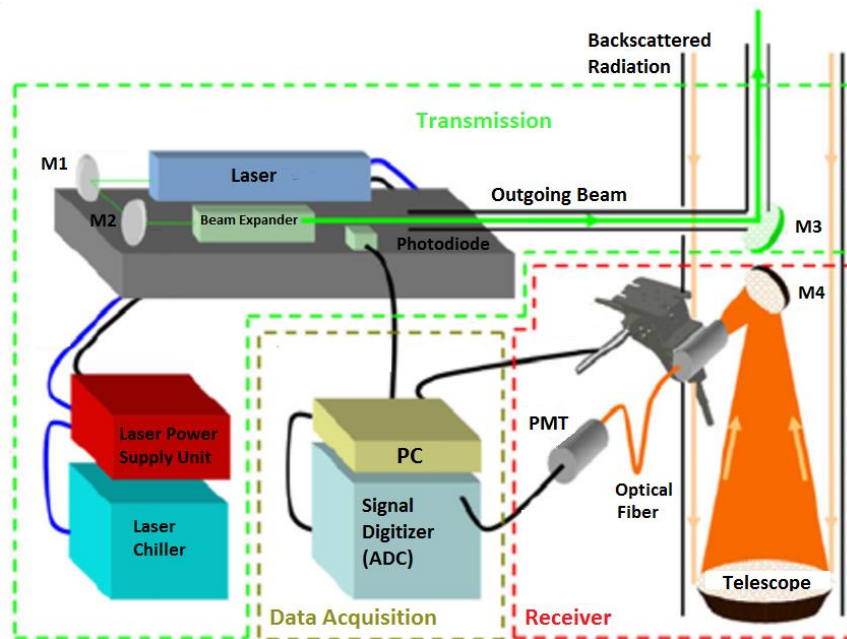 Backscattered
Radiation
Transmission
M1
Laser
Outgoing Beam
M2
Beam Expander
Photodiode
M3
M4
Laser Power
Supply Unit
PC
PMT
Signal
Digitizer
(ADC)
Optical
Fiber
Laser
Chiller
Telescope
Data Acquisition
Receiver